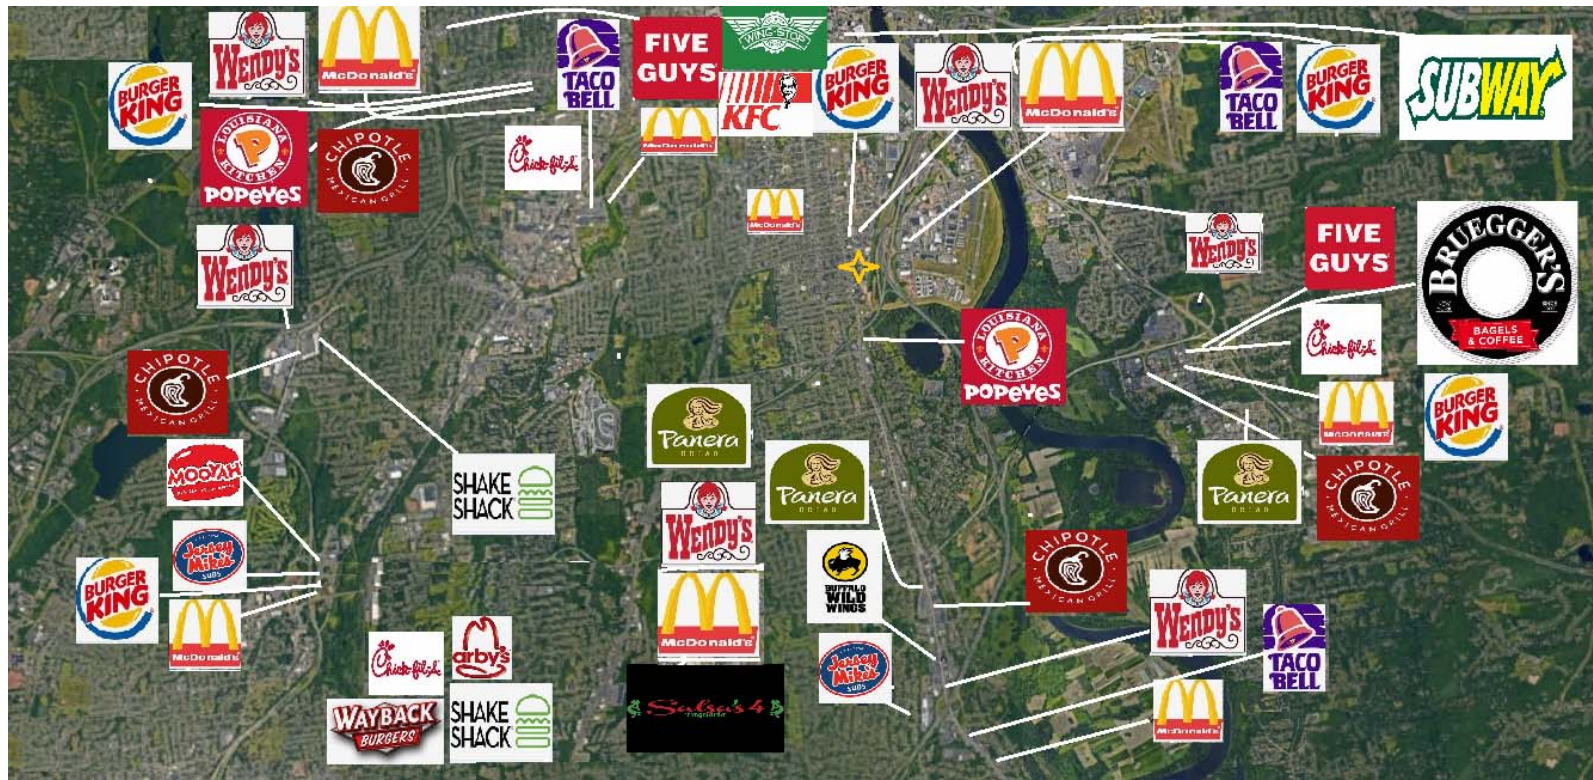 Wendy's
McDonald's
TACO
BELL
FIVE
GUYS
WING·STOP
BURGER
KING
KFC
BURGER
KING
Wendy's
McDonald's
TACO
BELL
BURGER
KING
SUBWAY
LOUISIANA
KITCHEN
POPEYES
CHIPOTLE
MEXICAN GRILL
Chick-fil-A
McDonald's
McDonald's
Wendy's
Wendy's
FIVE
GUYS
BRUEGGER'S
BAGELS
& COFFEE
LOUISIANA
KITCHEN
POPEYES
Chick-fil-A
CHIPOTLE
MEXICAN GRILL
McDonald's
BURGER
KING
Panera
BREAD
MOOYAH
SHAKE
SHACK
Panera
BREAD
Panera
BREAD
CHIPOTLE
MEXICAN GRILL
Wendy's
Jersey
Mike's
SUBS
BURGER
KING
McDonald's
BUFFALO
WILD
WINGS
CHIPOTLE
MEXICAN GRILL
McDonald's
Wendy's
TACO
BELL
Chick-fil-A
arby's
Jersey
Mike's
SUBS
WAYBACK
BURGERS
SHAKE
SHACK
Salsa's 4
McDonald's